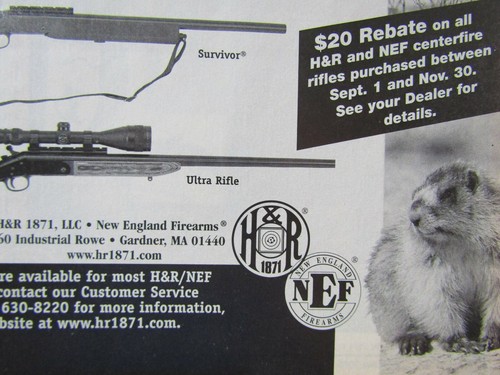 Survivor®
$20 Rebate on all
H&R and NEF centerfire
rifles purchased between
Sept. 1 and Nov. 30.
See your Dealer for
details.
Ultra Rifle
H&R 1871, LLC • New England Firearms®
60 Industrial Rowe • Gardner, MA 01440
www.hr1871.com
H&R
1871
®
NEW ENGLAND
NEF
FIREARMS
®
re available for most H&R/NEF
contact our Customer Service
630-8220 for more information,
bsite at www.hr1871.com.